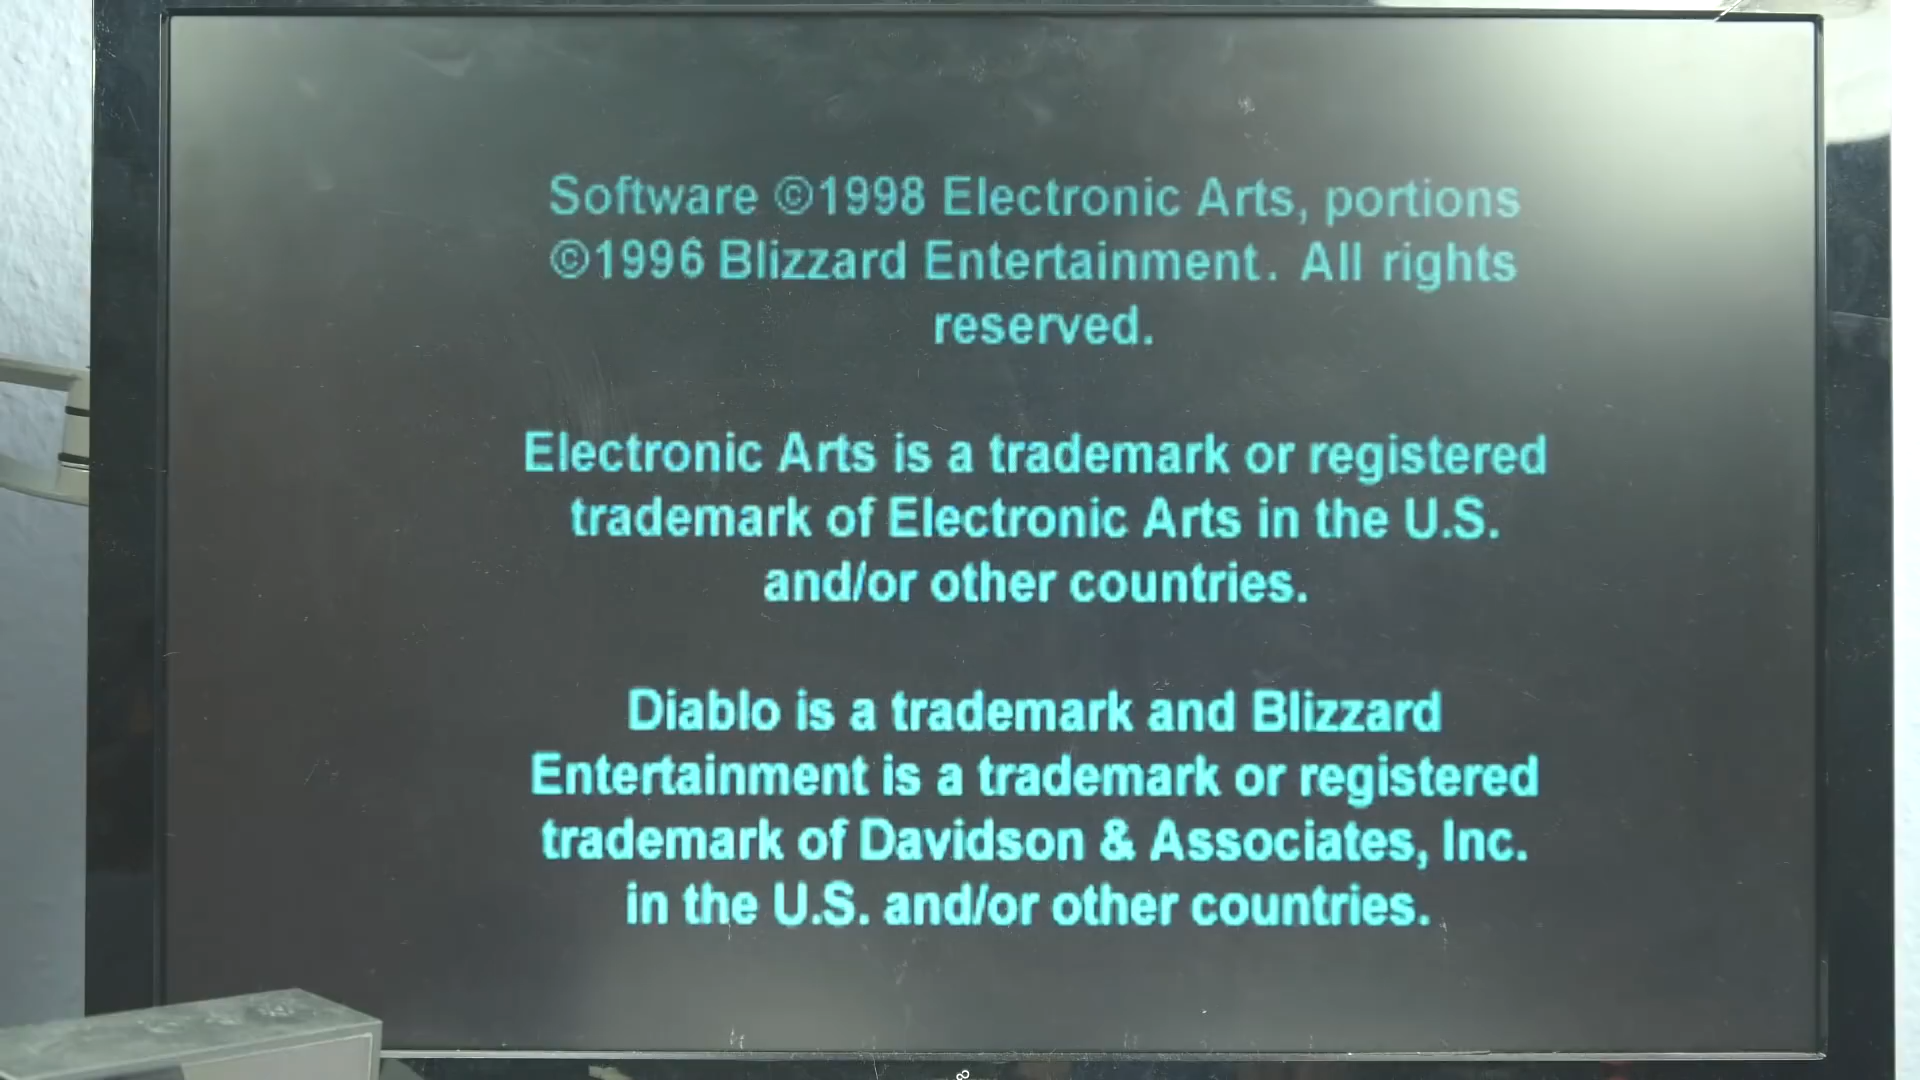 Software ©1998 Electronic Arts, portions
©1996 Blizzard Entertainment. All rights
reserved.
Electronic Arts is a trademark or registered
trademark of Electronic Arts in the U.S.
and/or other countries.
Diablo is a trademark and Blizzard
Entertainment is a trademark or registered
trademark of Davidson & Associates, Inc.
in the U.S. and/or other countries.